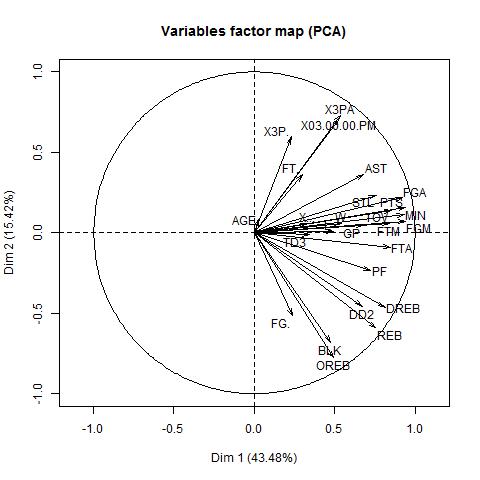 Variables factor map (PCA)
Dim 2 (15.42%)
1.0
0.5
0.0
-0.5
-1.0
X3PA
X03.00.00.PM
X3P.
FT.
AST
FGA
STL
PTS
AGE
X...
W
TOV
MIN
GP
FTM
FGM
TD3
FTA
PF
DREB
DD2
FG.
REB
BLK
OREB
-1.0
-0.5
0.0
0.5
1.0
Dim 1 (43.48%)